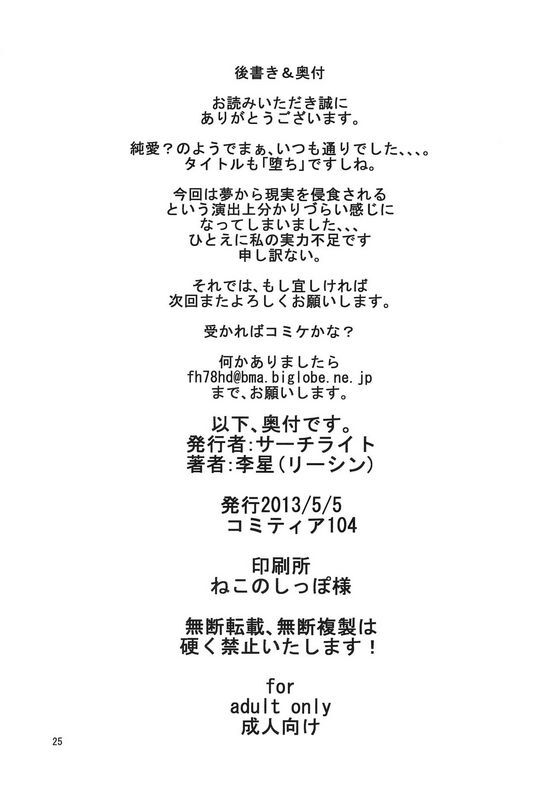 後書き＆奥付
お読みいただき誠に
ありがとうございます。
純愛？のようでまぁ、いつも通りでした、、、。
タイトルも「堕ち」ですしね。
今回は夢から現実を侵食される
という演出上分かりづらい感じに
なってしまいました、、、
ひとえに私の実力不足です
申し訳ない。
それでは、もし宜しければ
次回またよろしくお願いします。
受かればコミケかな？
何かありましたら
fh78hd@bma.biglobe.ne.jp
まで、お願いします。
以下、奥付です。
発行者：サーチライト
著者：李星（リーシン）
発行2013/5/5
コミティア104
印刷所
ねこのしっぽ様
無断転載、無断複製は
硬く禁止いたします！
for
adult only
成人向け
25